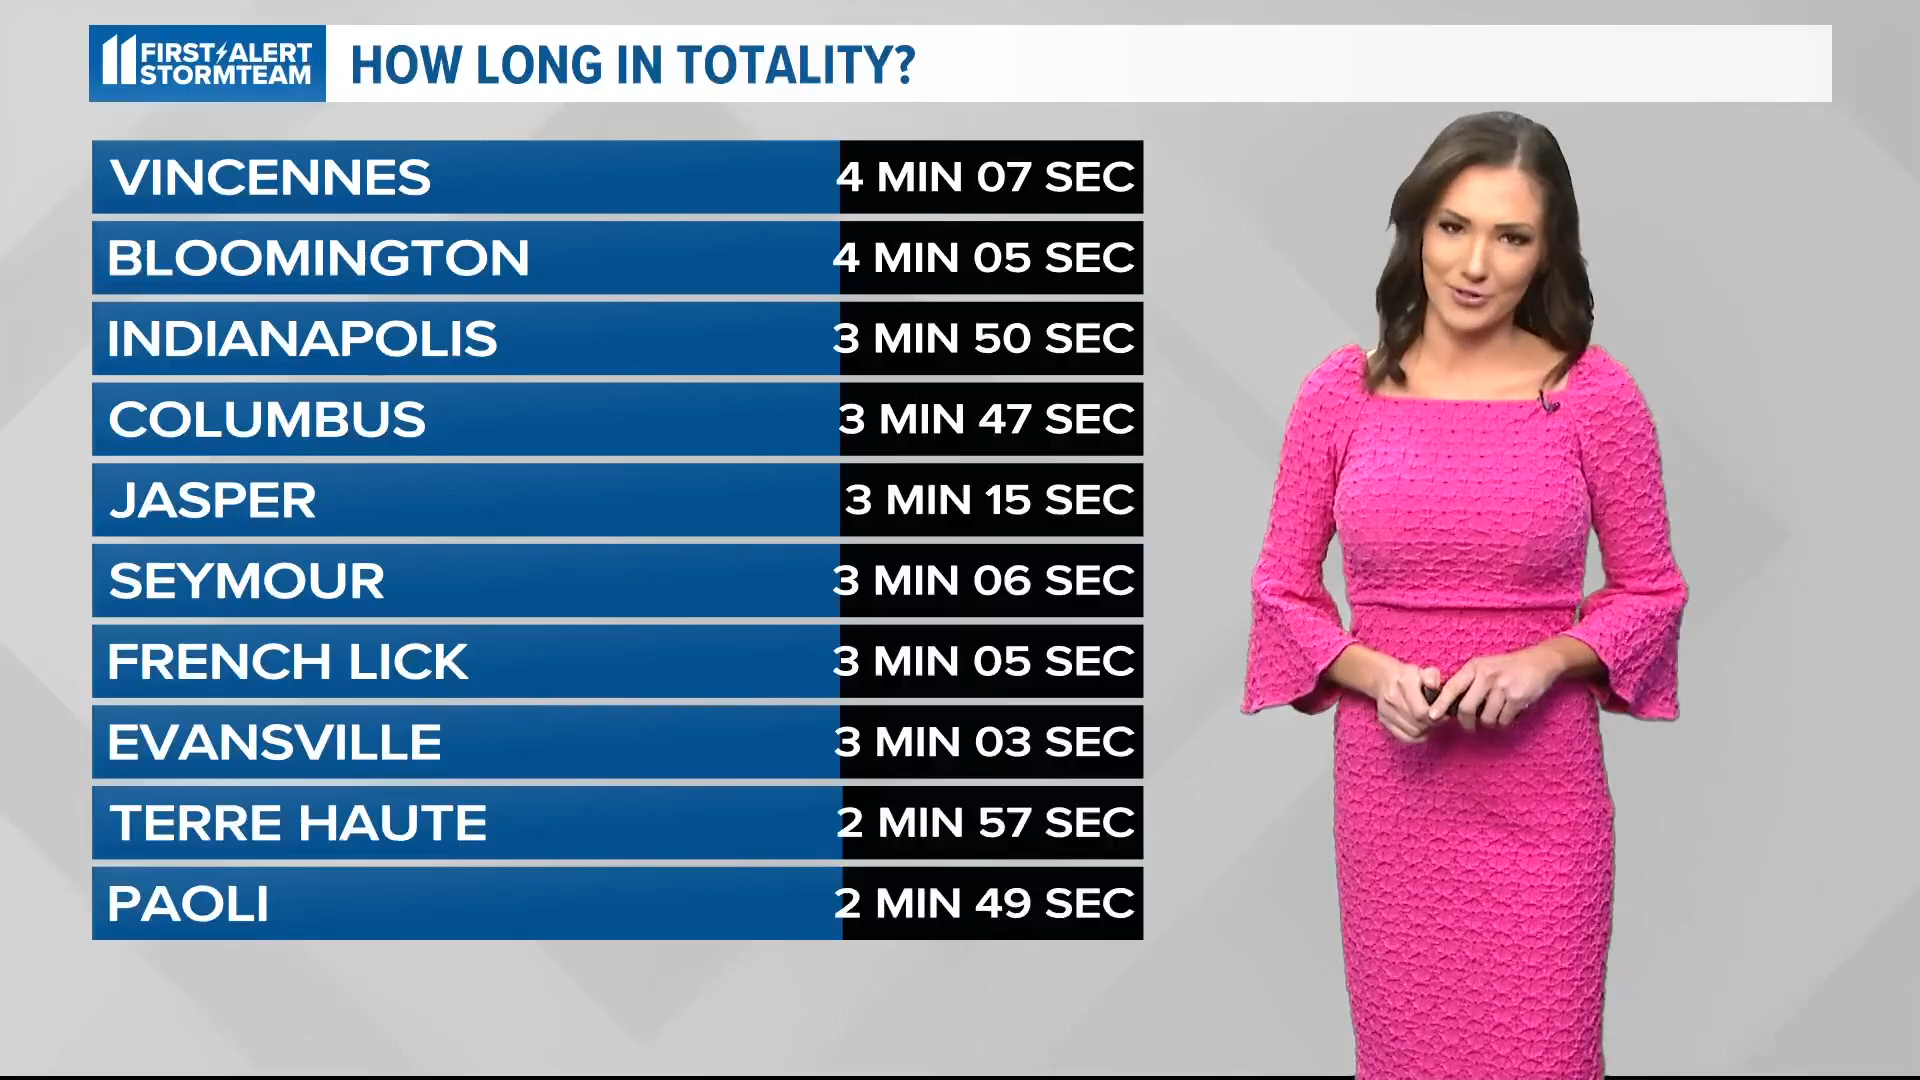 11 FIRST ALERT
STORMTEAM
HOW LONG IN TOTALITY?
VINCENNES 4 MIN 07 SEC
BLOOMINGTON 4 MIN 05 SEC
INDIANAPOLIS 3 MIN 50 SEC
COLUMBUS 3 MIN 47 SEC
JASPER 3 MIN 15 SEC
SEYMOUR 3 MIN 06 SEC
FRENCH LICK 3 MIN 05 SEC
EVANSVILLE 3 MIN 03 SEC
TERRE HAUTE 2 MIN 57 SEC
PAOLI 2 MIN 49 SEC